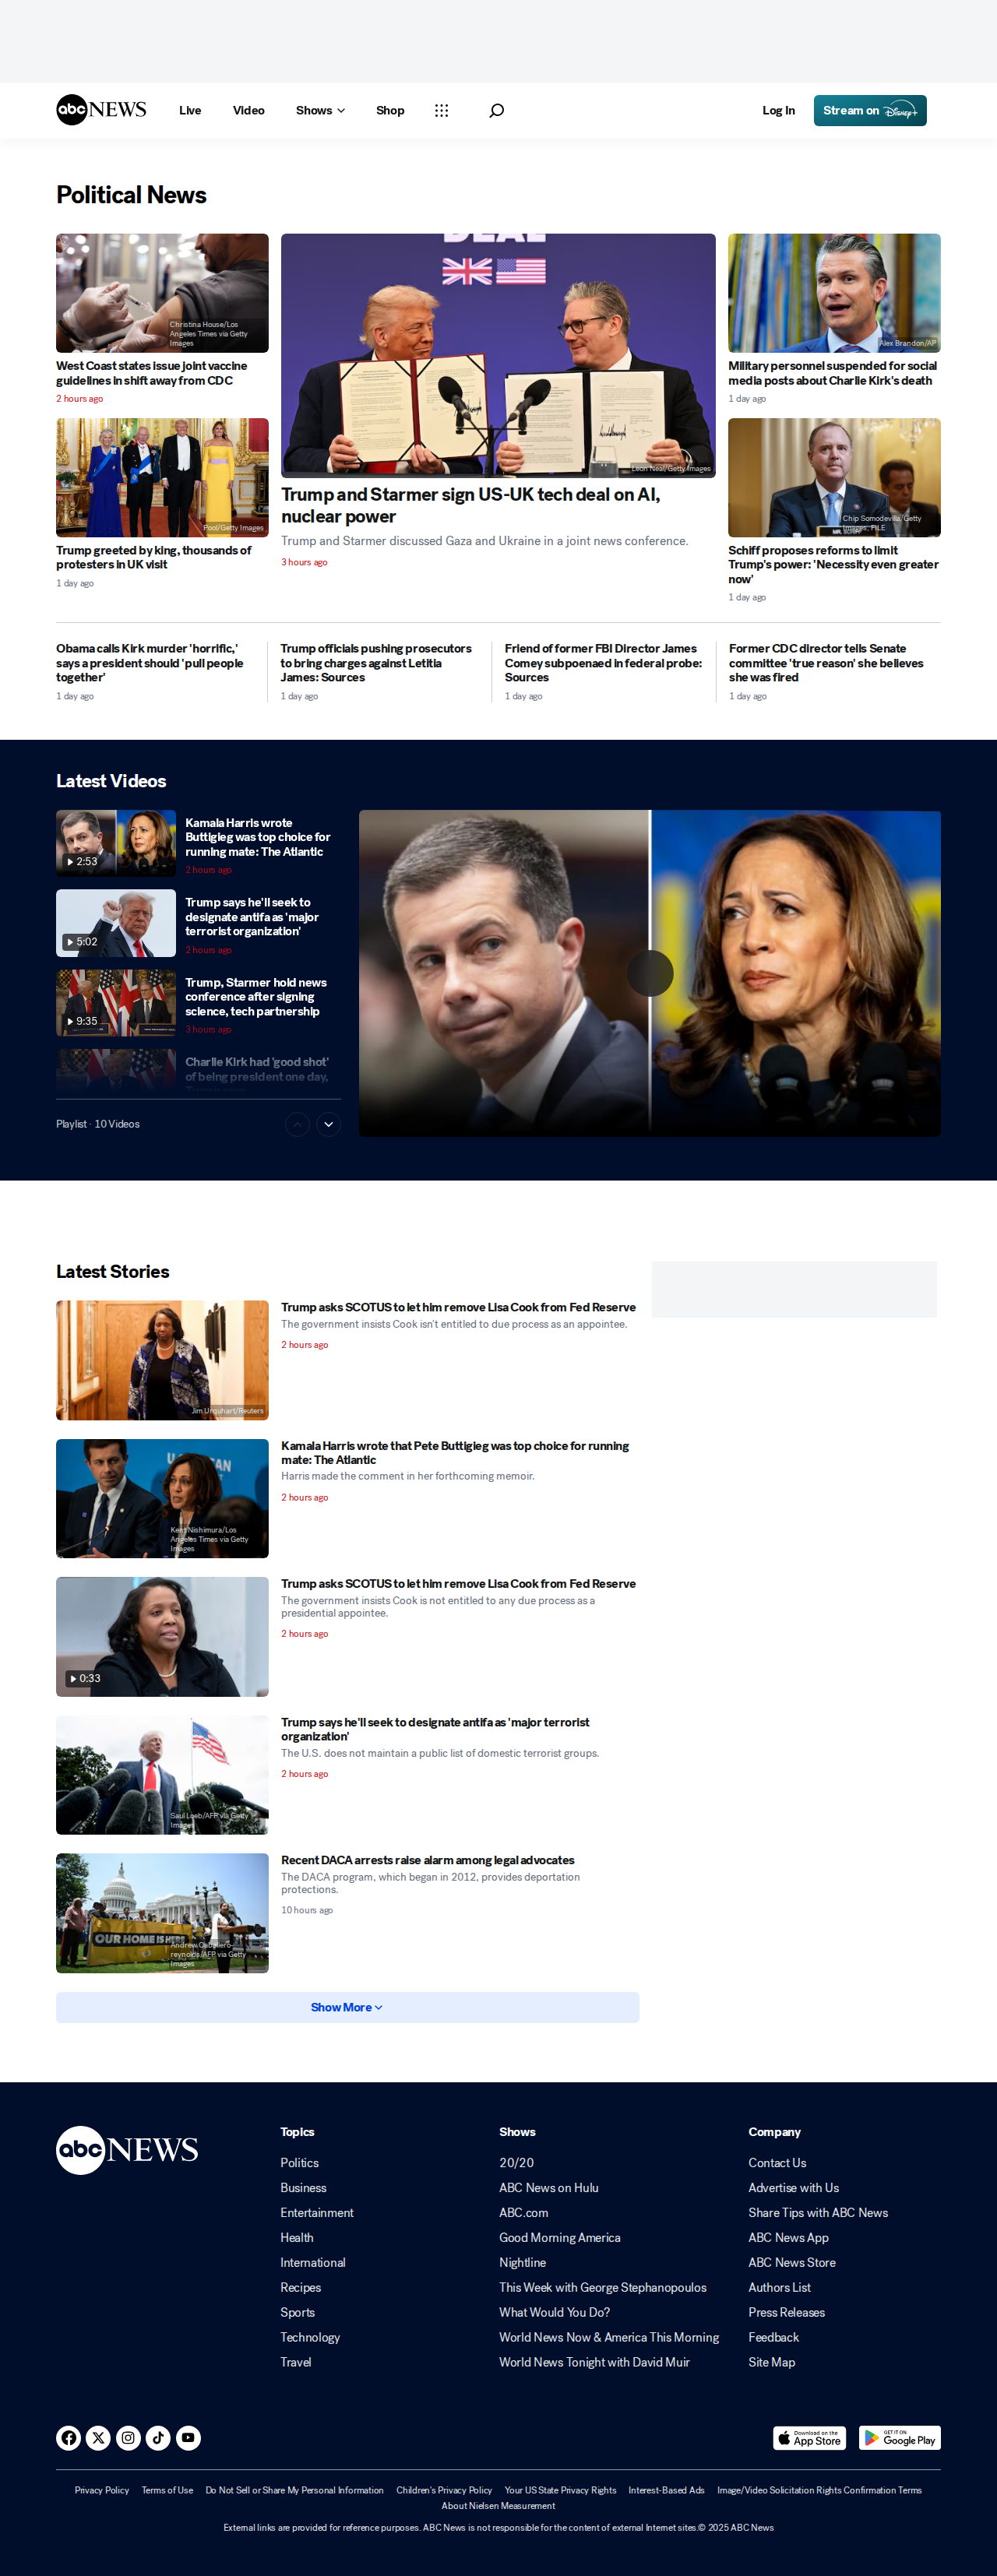 abc NEWS
Live
Video
Shows
Shop
Log In
Stream on Disney+
Political News
Christina House/Los
Angeles Times via Getty
Images
West Coast states issue joint vaccine
guidelines in shift away from CDC
2 hours ago
Pool/Getty Images
Trump greeted by king, thousands of
protesters in UK visit
1 day ago
DEAL
Leon Neal/Getty Images
Trump and Starmer sign US-UK tech deal on AI,
nuclear power
Trump and Starmer discussed Gaza and Ukraine in a joint news conference.
3 hours ago
Alex Brandon/AP
Military personnel suspended for social
media posts about Charlie Kirk's death
1 day ago
Chip Somodevilla/Getty
Images, FILE
Schiff proposes reforms to limit
Trump's power: 'Necessity even greater
now'
1 day ago
Obama calls Kirk murder 'horrific,'
says a president should 'pull people
together'
1 day ago
Trump officials pushing prosecutors
to bring charges against Letitia
James: Sources
1 day ago
Friend of former FBI Director James
Comey subpoenaed in federal probe:
Sources
1 day ago
Former CDC director tells Senate
committee 'true reason' she believes
she was fired
1 day ago
Latest Videos
2:53
Kamala Harris wrote
Buttigieg was top choice for
running mate: The Atlantic
2 hours ago
5:02
Trump says he'll seek to
designate antifa as 'major
terrorist organization'
2 hours ago
9:35
Trump, Starmer hold news
conference after signing
science, tech partnership
3 hours ago
Charlie Kirk had 'good shot'
of being president one day,
Playlist · 10 Videos
Latest Stories
Jim Urquhart/Reuters
Trump asks SCOTUS to let him remove Lisa Cook from Fed Reserve
The government insists Cook isn't entitled to due process as an appointee.
2 hours ago
Kent Nishimura/Los
Angeles Times via Getty
Images
Kamala Harris wrote that Pete Buttigieg was top choice for running
mate: The Atlantic
Harris made the comment in her forthcoming memoir.
2 hours ago
0:33
Trump asks SCOTUS to let him remove Lisa Cook from Fed Reserve
The government insists Cook is not entitled to any due process as a
presidential appointee.
2 hours ago
Saul Loeb/AFP via Getty
Images
Trump says he'll seek to designate antifa as 'major terrorist
organization'
The U.S. does not maintain a public list of domestic terrorist groups.
2 hours ago
OUR HOME IS HERE
Andrew Caballero-
reynolds/AFP via Getty
Images
Recent DACA arrests raise alarm among legal advocates
The DACA program, which began in 2012, provides deportation
protections.
10 hours ago
Show More
abc NEWS
Topics
Politics
Business
Entertainment
Health
International
Recipes
Sports
Technology
Travel
Shows
20/20
ABC News on Hulu
ABC.com
Good Morning America
Nightline
This Week with George Stephanopoulos
What Would You Do?
World News Now & America This Morning
World News Tonight with David Muir
Company
Contact Us
Advertise with Us
Share Tips with ABC News
ABC News App
ABC News Store
Authors List
Press Releases
Feedback
Site Map
Download on the
App Store
GET IT ON
Google Play
Privacy Policy
Terms of Use
Do Not Sell or Share My Personal Information
Children's Privacy Policy
Your US State Privacy Rights
Interest-Based Ads
Image/Video Solicitation Rights Confirmation Terms
About Nielsen Measurement
External links are provided for reference purposes. ABC News is not responsible for the content of external Internet sites.© 2025 ABC News